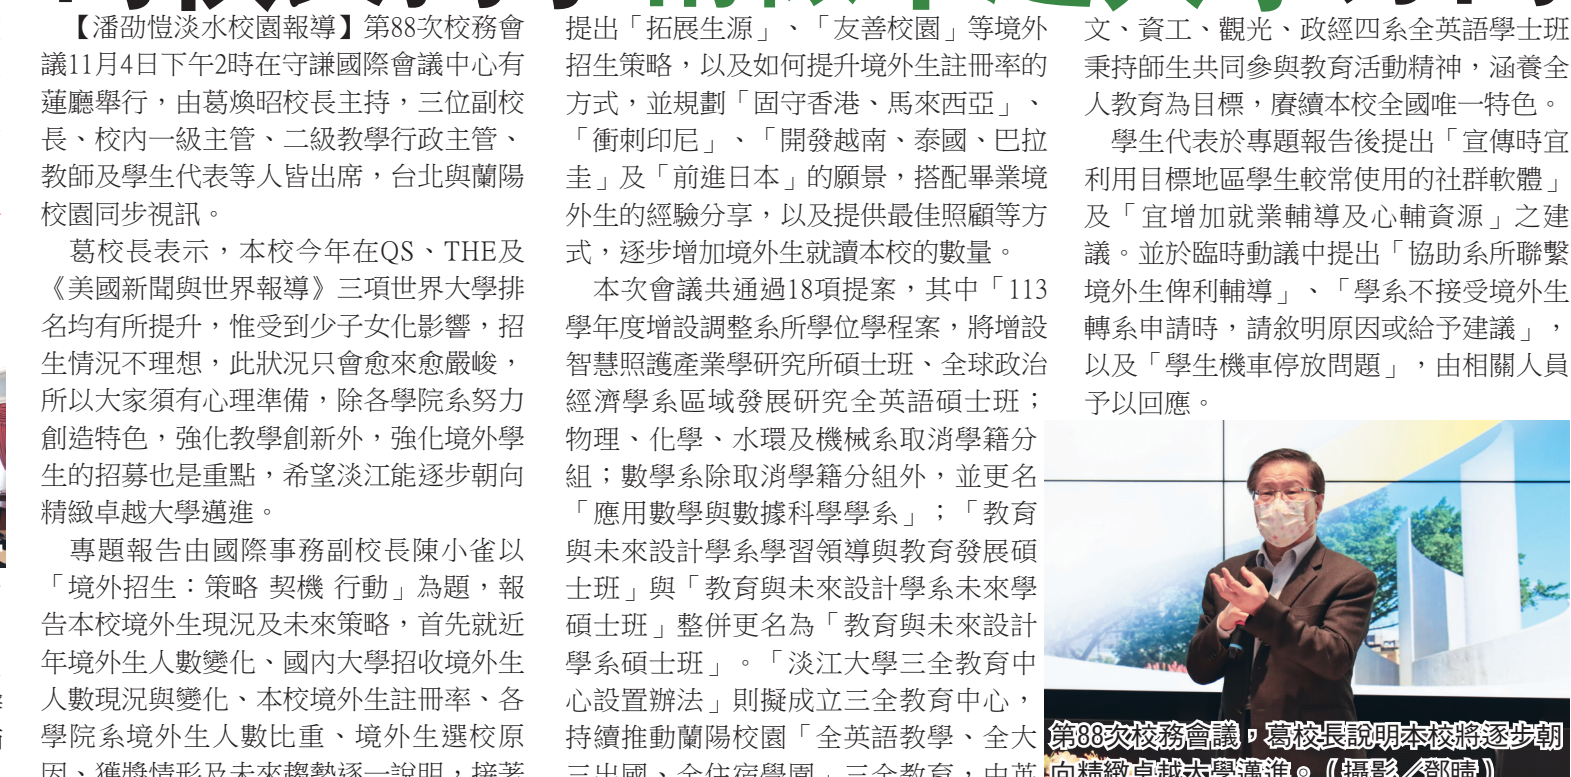 【潘劭愷淡水校園報導】第88次校務會
議11月4日下午2時在守謙國際會議中心有
蓮廳舉行，由葛煥昭校長主持，三位副校
長、校內一級主管、二級教學行政主管、
教師及學生代表等人皆出席，台北與蘭陽
校園同步視訊。
葛校長表示，本校今年在QS、THE及
《美國新聞與世界報導》三項世界大學排
名均有所提升，惟受到少子女化影響，招
生情況不理想，此狀況只會愈來愈嚴峻，
所以大家須有心理準備，除各學院系努力
創造特色，強化教學創新外，強化境外學
生的招募也是重點，希望淡江能逐步朝向
精緻卓越大學邁進。
專題報告由國際事務副校長陳小雀以
「境外招生：策略 契機 行動」為題，報
告本校境外生現況及未來策略，首先就近
年境外生人數變化、國內大學招收境外生
人數現況與變化、本校境外生註冊率、各
學院系境外生人數比重、境外生選校原
因、獲獎情形及未來趨勢逐一說明，接著
提出「拓展生源」、「友善校園」等境外
招生策略，以及如何提升境外生註冊率的
方式，並規劃「固守香港、馬來西亞」、
「衝刺印尼」、「開發越南、泰國、巴拉
圭」及「前進日本」的願景，搭配畢業境
外生的經驗分享，以及提供最佳照顧等方
式，逐步增加境外生就讀本校的數量。
本次會議共通過18項提案，其中「113
學年度增設調整系所學位學程案，將增設
智慧照護產業學研究所碩士班、全球政治
經濟學系區域發展研究全英語碩士班；
物理、化學、水環及機械系取消學籍分
組；數學系除取消學籍分組外，並更名
「應用數學與數據科學學系」；「教育
與未來設計學系學習領導與教育發展碩
士班」與「教育與未來設計學系未來學
碩士班」整併更名為「教育與未來設計
學系碩士班」。「淡江大學三全教育中
心設置辦法」則擬成立三全教育中心，
持續推動蘭陽校園「全英語教學、全大
三出國、全住宿學園」三全教育，由英
文、資工、觀光、政經四系全英語學士班
秉持師生共同參與教育活動精神，涵養全
人教育為目標，賡續本校全國唯一特色。
學生代表於專題報告後提出「宣傳時宜
利用目標地區學生較常使用的社群軟體」
及「宜增加就業輔導及心輔資源」之建
議。並於臨時動議中提出「協助系所聯繫
境外生俾利輔導」、「學系不接受境外生
轉系申請時，請敘明原因或給予建議」，
以及「學生機車停放問題」，由相關人員
予以回應。
第88次校務會議，葛校長說明本校將逐步朝
向精緻卓越大學邁進。（攝影／鄧晴）